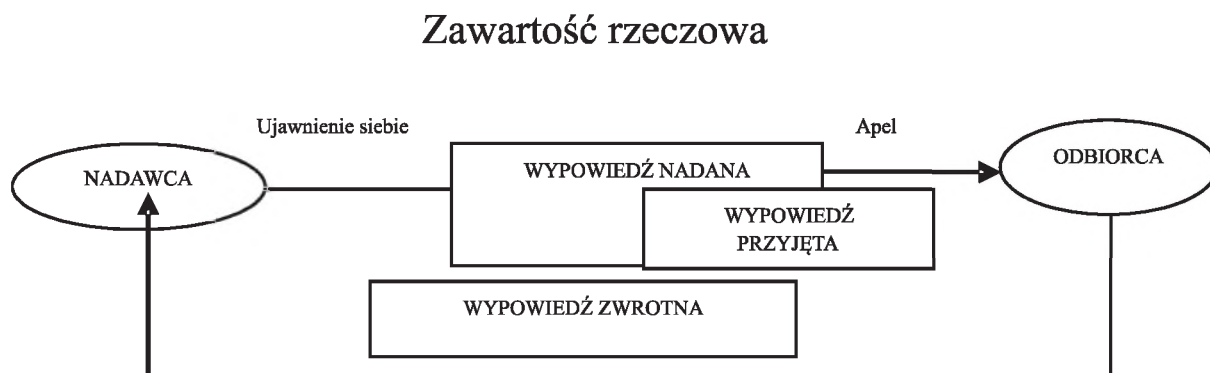 Zawartość rzeczowa
Ujawnienie siebie
Apel
NADAWCA
WYPOWIEDŹ NADANA
ODBIORCA
WYPOWIEDŹ
PRZYJĘTA
WYPOWIEDŹ ZWROTNA